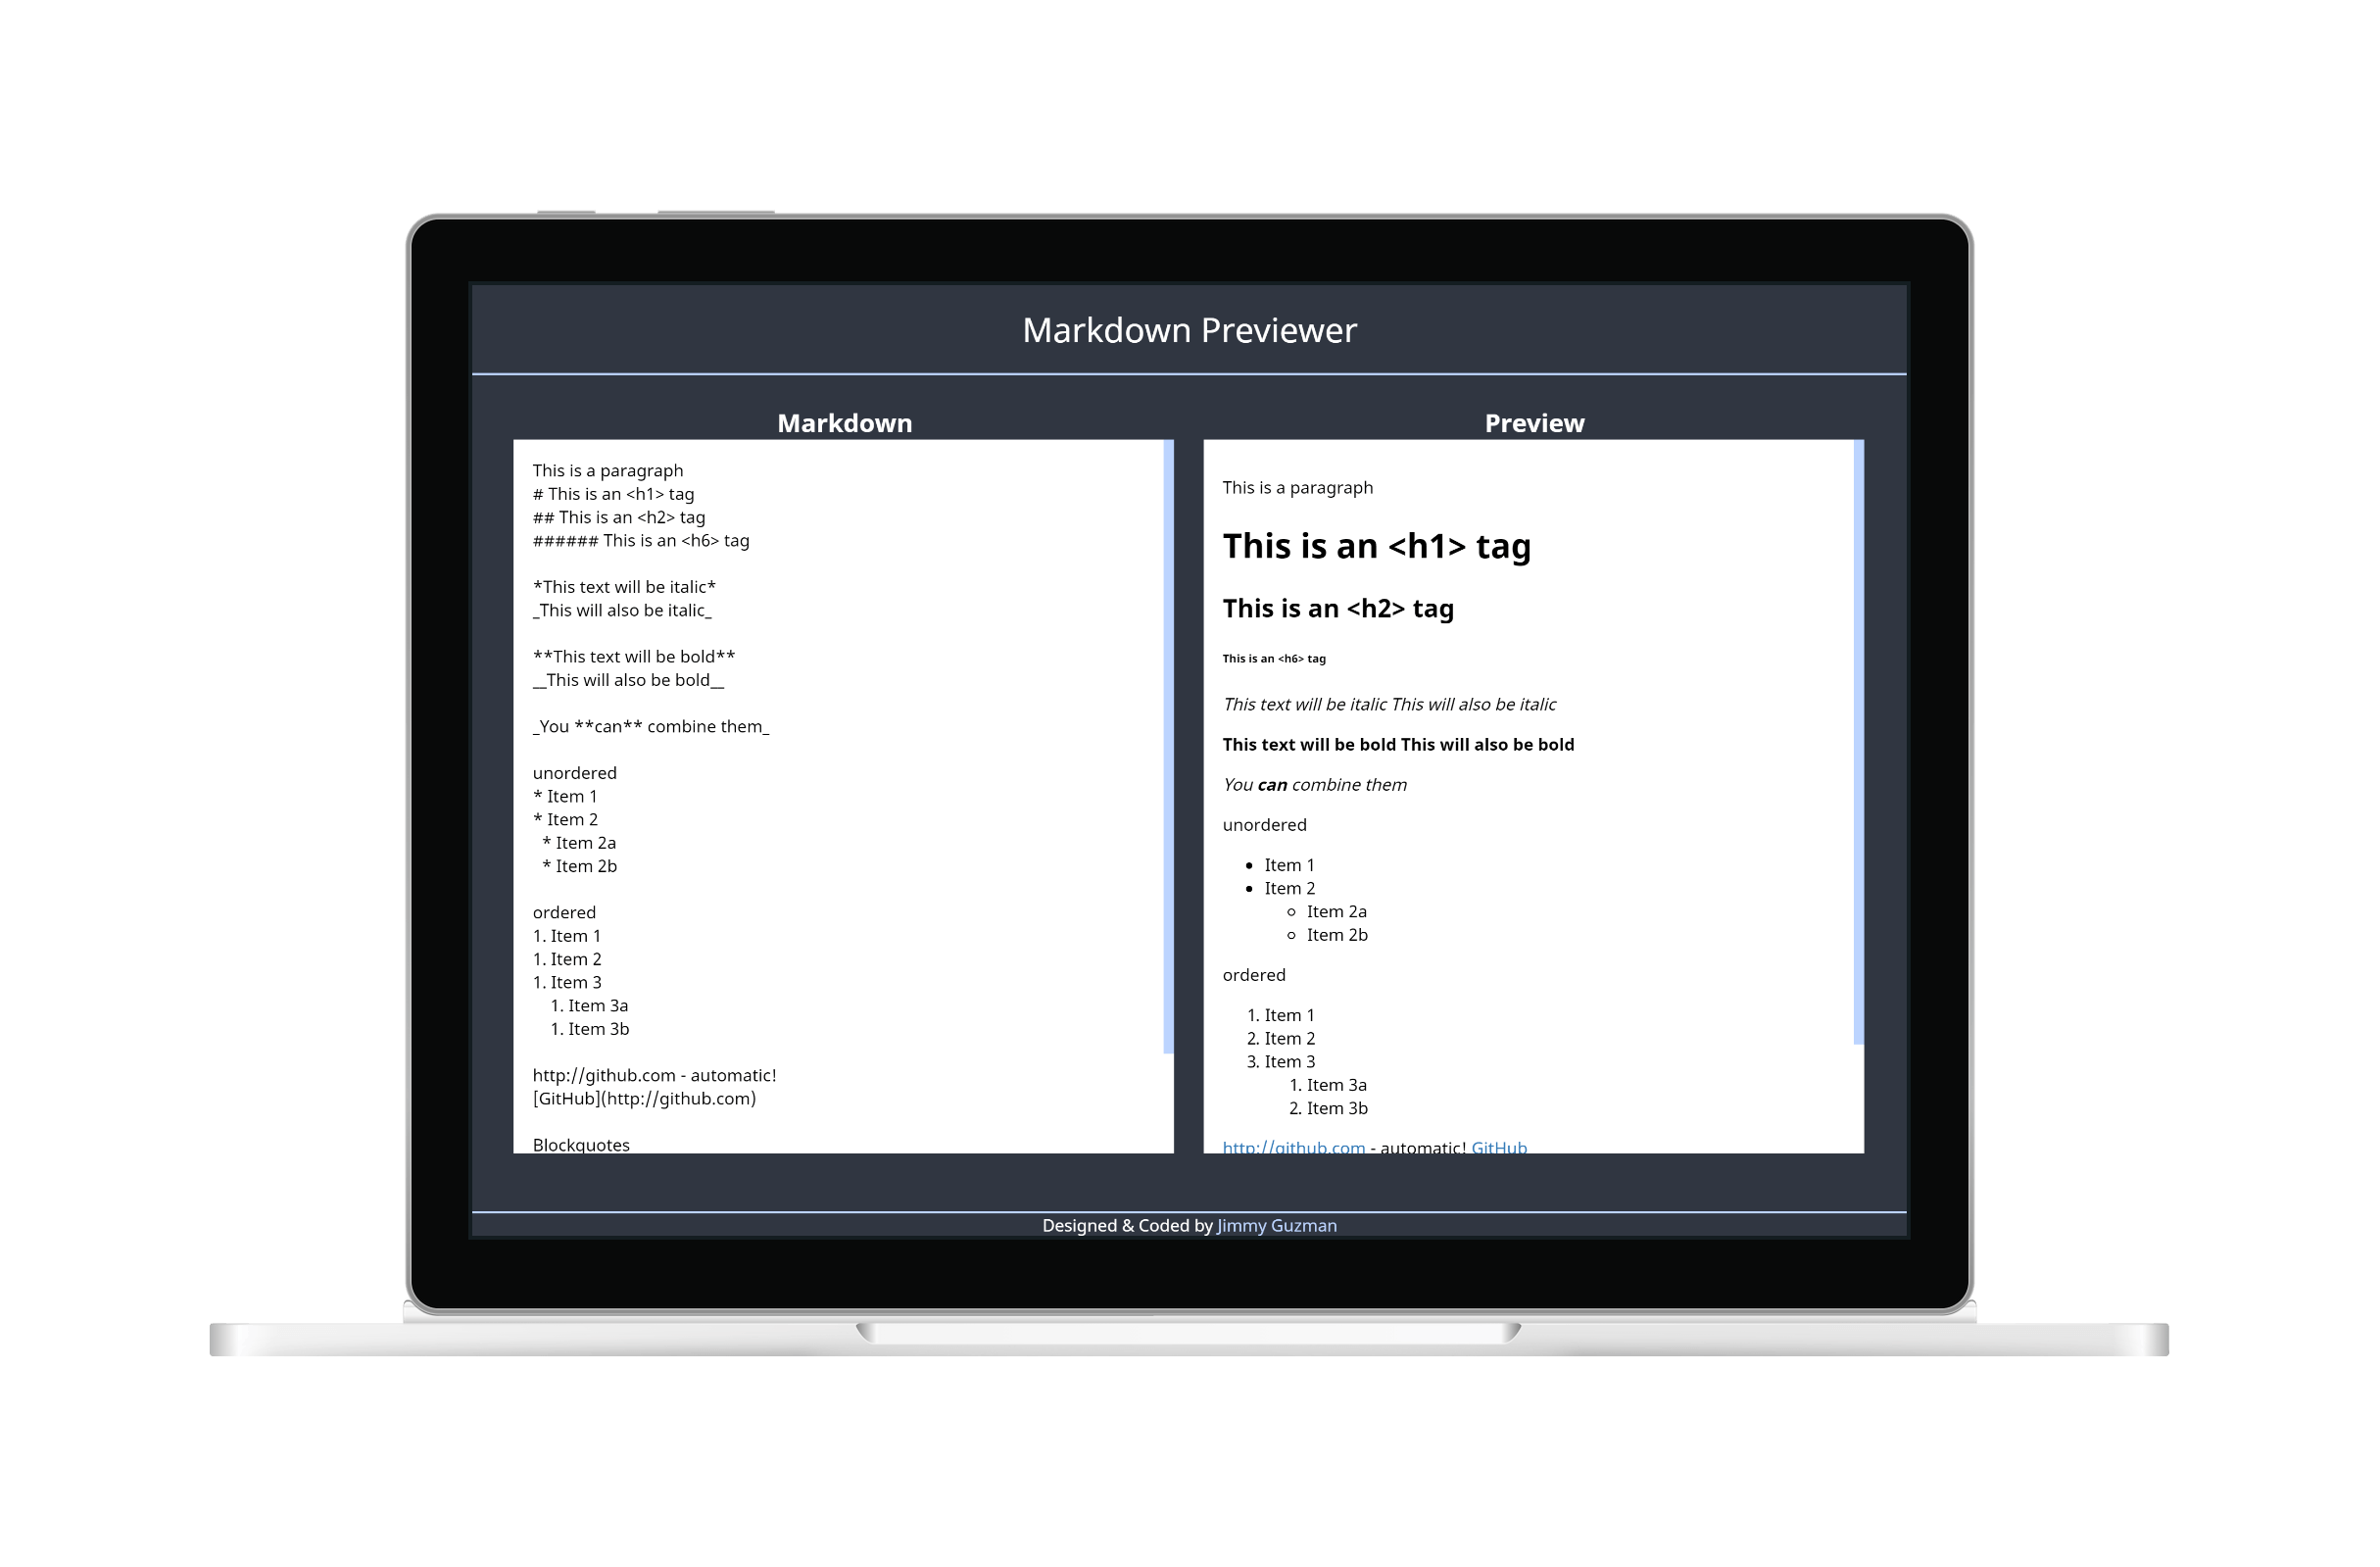 Markdown Previewer
Markdown
This is a paragraph
# This is an <h1> tag
## This is an <h2> tag
###### This is an <h6> tag
*This text will be italic*
_This will also be italic_
**This text will be bold**
__This will also be bold__
_You **can** combine them_
unordered
* Item 1
* Item 2
  * Item 2a
  * Item 2b
ordered
1. Item 1
1. Item 2
1. Item 3
    1. Item 3a
    1. Item 3b
http://github.com - automatic!
[GitHub](http://github.com)
Blockquotes
Preview
This is a paragraph
This is an <h1> tag
This is an <h2> tag
This is an <h6> tag
This text will be italic This will also be italic
This text will be bold This will also be bold
You can combine them
unordered
• Item 1
• Item 2
◦ Item 2a
◦ Item 2b
ordered
1. Item 1
2. Item 2
3. Item 3
1. Item 3a
2. Item 3b
http://github.com - automatic! GitHub
Designed & Coded by Jimmy Guzman